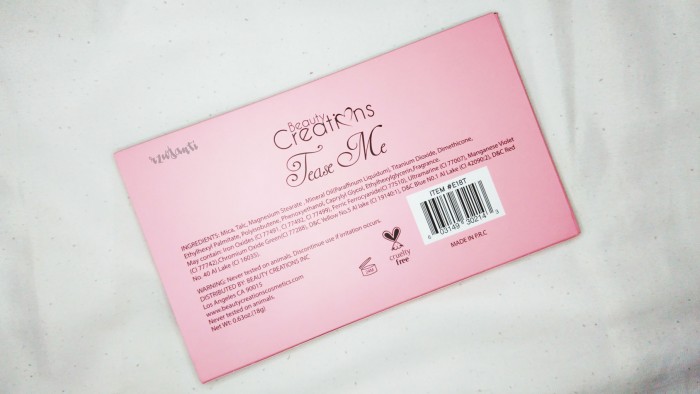 Beauty
Creations
Tease Me
INGREDIENTS: Mica, Talc, Magnesium Stearate , Mineral Oil(Paraffinum Liquidum), Titanium Dioxide, Dimethicone,
Ethylhexyl Palmitate, Polyisobutene, Phenoxyethanol, Caprylyl Glycol, Ethylhexylglycerin,Fragrance.
May contain: Iron Oxides (CI 77491, CI 77492, CI 77499), Ferric Ferrocyanide(CI 77510), Ultramarine (CI 77007), Manganese Violet
(CI 77742),Chromium Oxide Green(CI 77288), D&C Yellow No.5 Al lake (CI 19140:1), D&C Blue NO.1 Al lake (CI 42090:2), D&C Red
No. 40 Al Lake (CI 16035).
WARNING: Never tested on animals. Discontinue use if irritation occurs.
DISTRIBUTED BY: BEAUTY CREATIONS INC
Los Angeles CA 90015
www.beautycreationscosmetics.com
Never tested on animals.
Net Wt: 0.63oz (18g)
cruelty
free
ITEM #E18T
4 03149 30214 9
MADE IN P.R.C